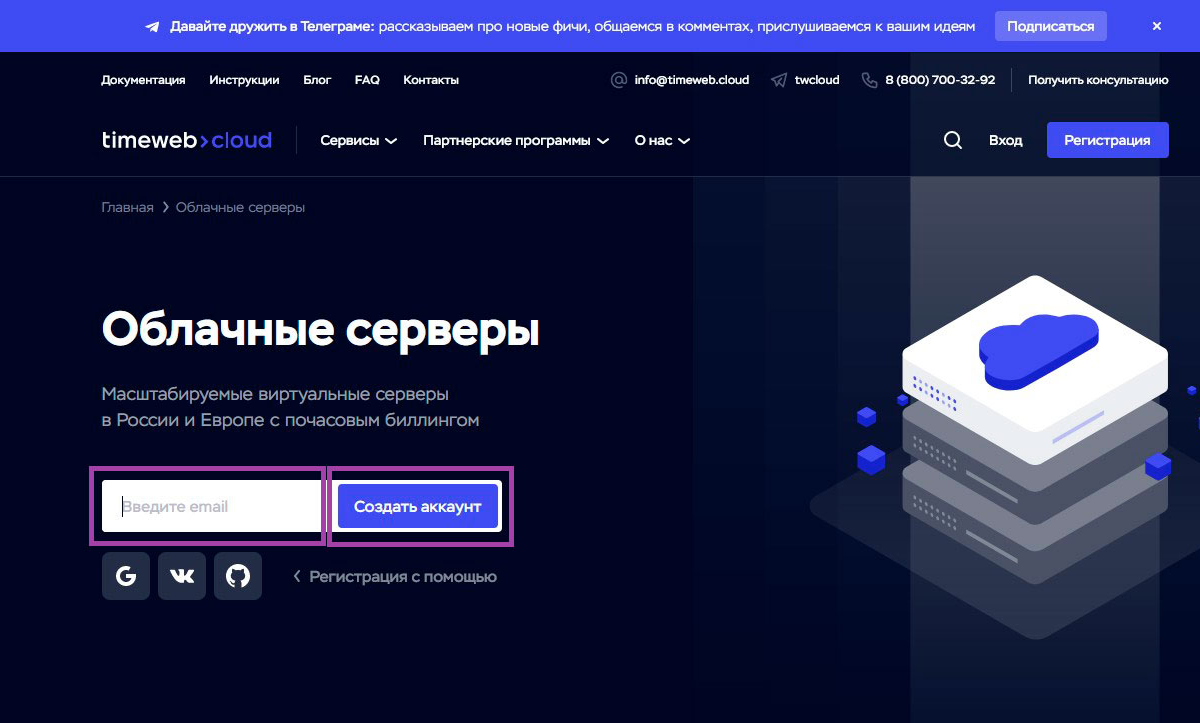 Давайте дружить в Телеграме: рассказываем про новые фичи, общаемся в комментах, прислушиваемся к вашим идеям
Подписаться
Документация Инструкции Блог FAQ Контакты
info@timeweb.cloud twcloud 8 (800) 700-32-92 Получить консультацию
timeweb>cloud
Сервисы Партнерские программы О нас
Вход Регистрация
Главная Облачные серверы
Облачные серверы
Масштабируемые виртуальные серверы
в России и Европе с почасовым биллингом
Введите email Создать аккаунт
Регистрация с помощью